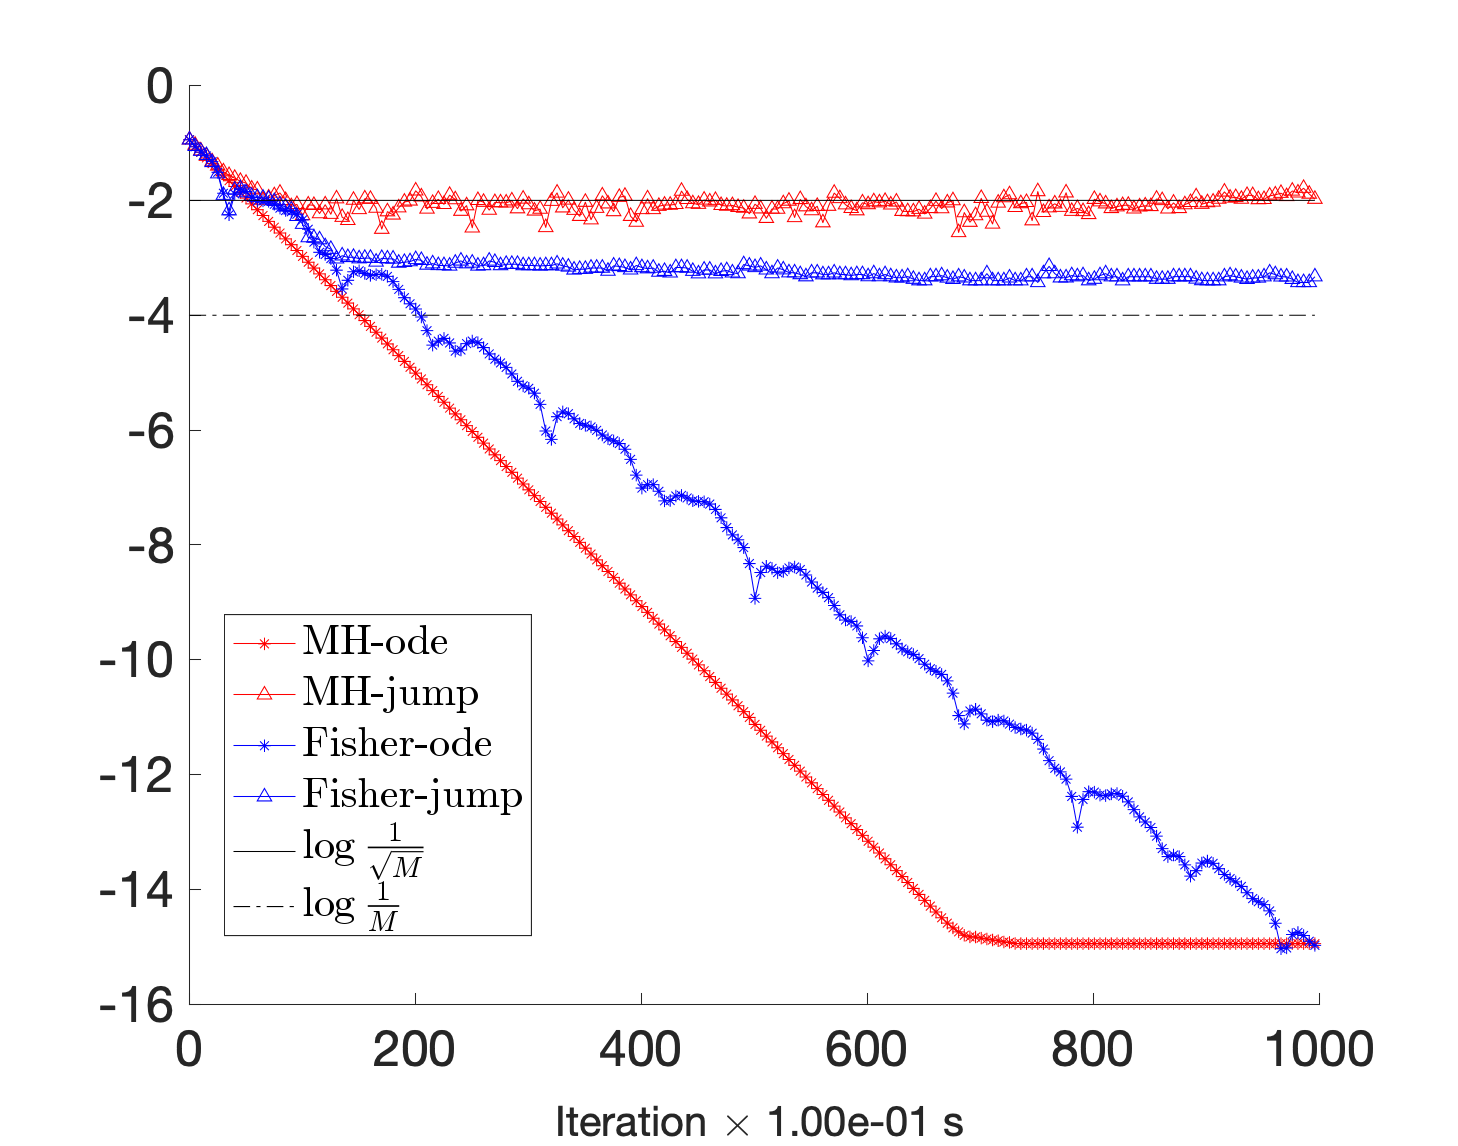 0
-2
-4
-6
-8
-10
-12
-14
-16
MH-ode
MH-jump
Fisher-ode
Fisher-jump
log 1/√M
log 1/M
0 200 400 600 800 1000
Iteration × 1.00e-01 s